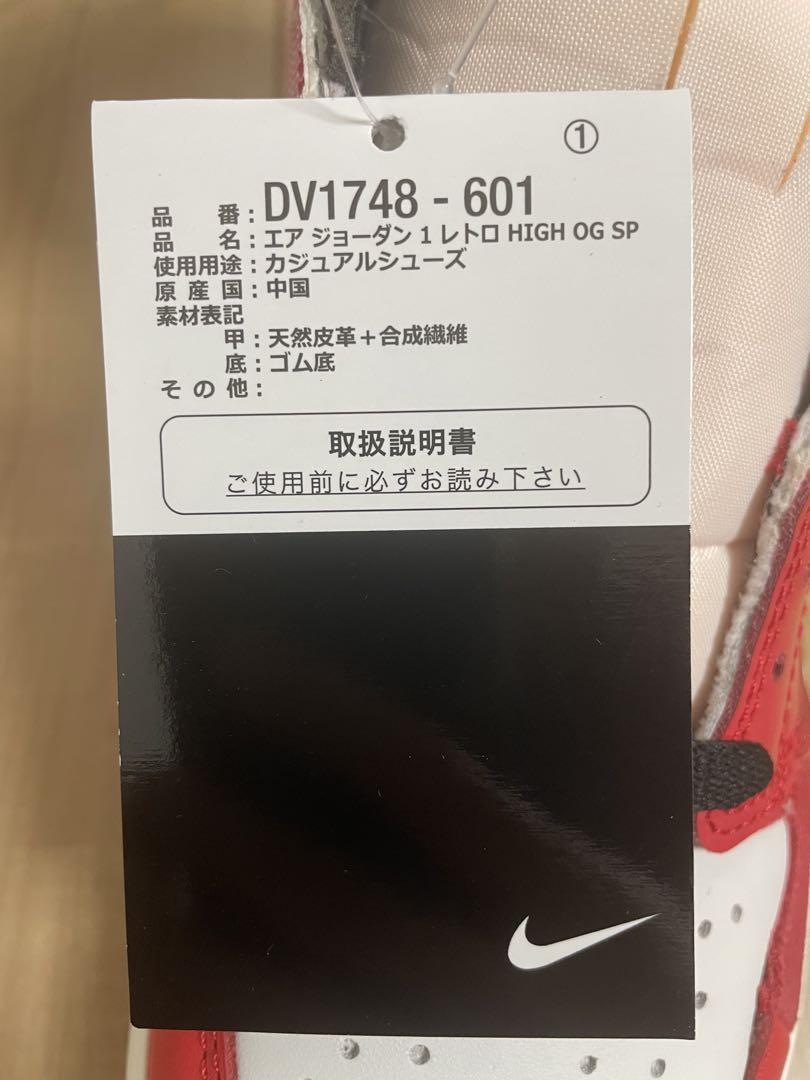 ①
品番：DV1748 - 601
品名：エア ジョーダン 1 レトロ HIGH OG SP
使用用途：カジュアルシューズ
原産国：中国
素材表記
甲：天然皮革＋合成繊維
底：ゴム底
その他：
取扱説明書
ご使用前に必ずお読み下さい